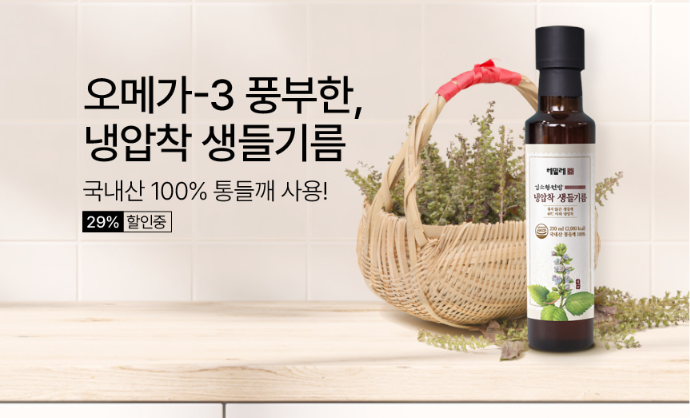 오메가-3 풍부한,
냉압착 생들기름
국내산 100% 통들깨 사용!
29% 할인중
냉압착 생들기름